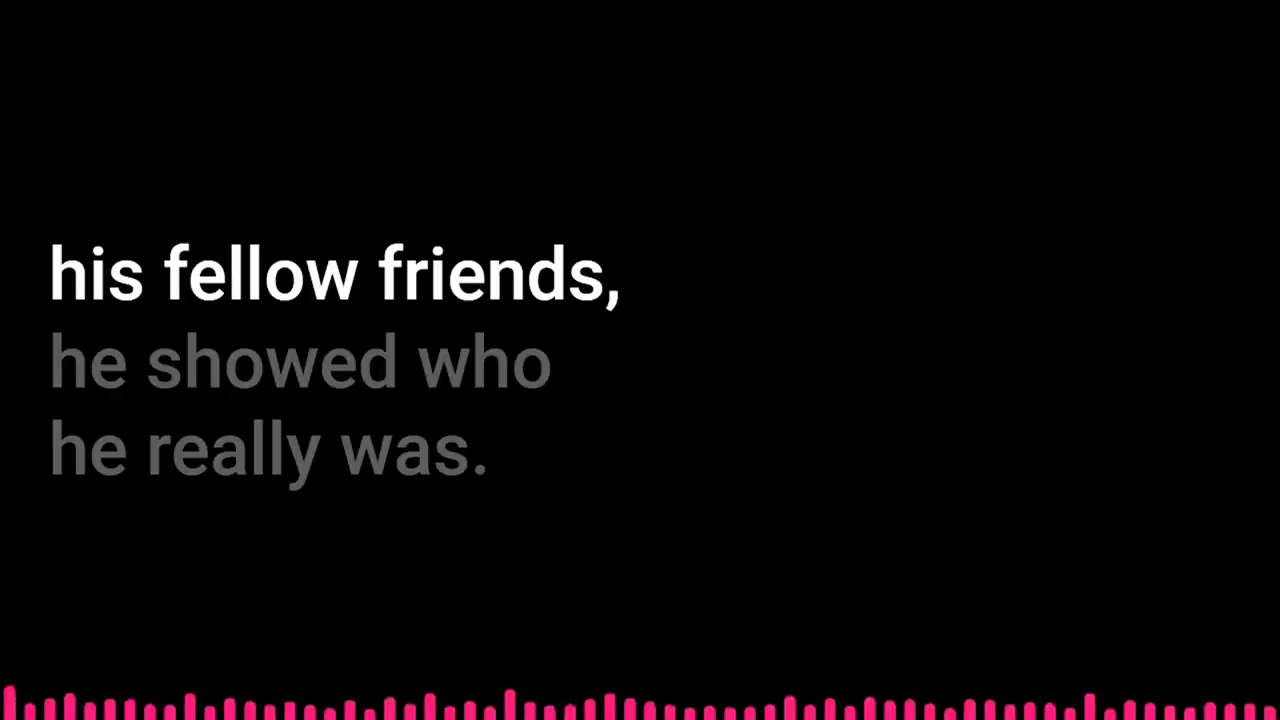 his fellow friends,
he showed who
he really was.